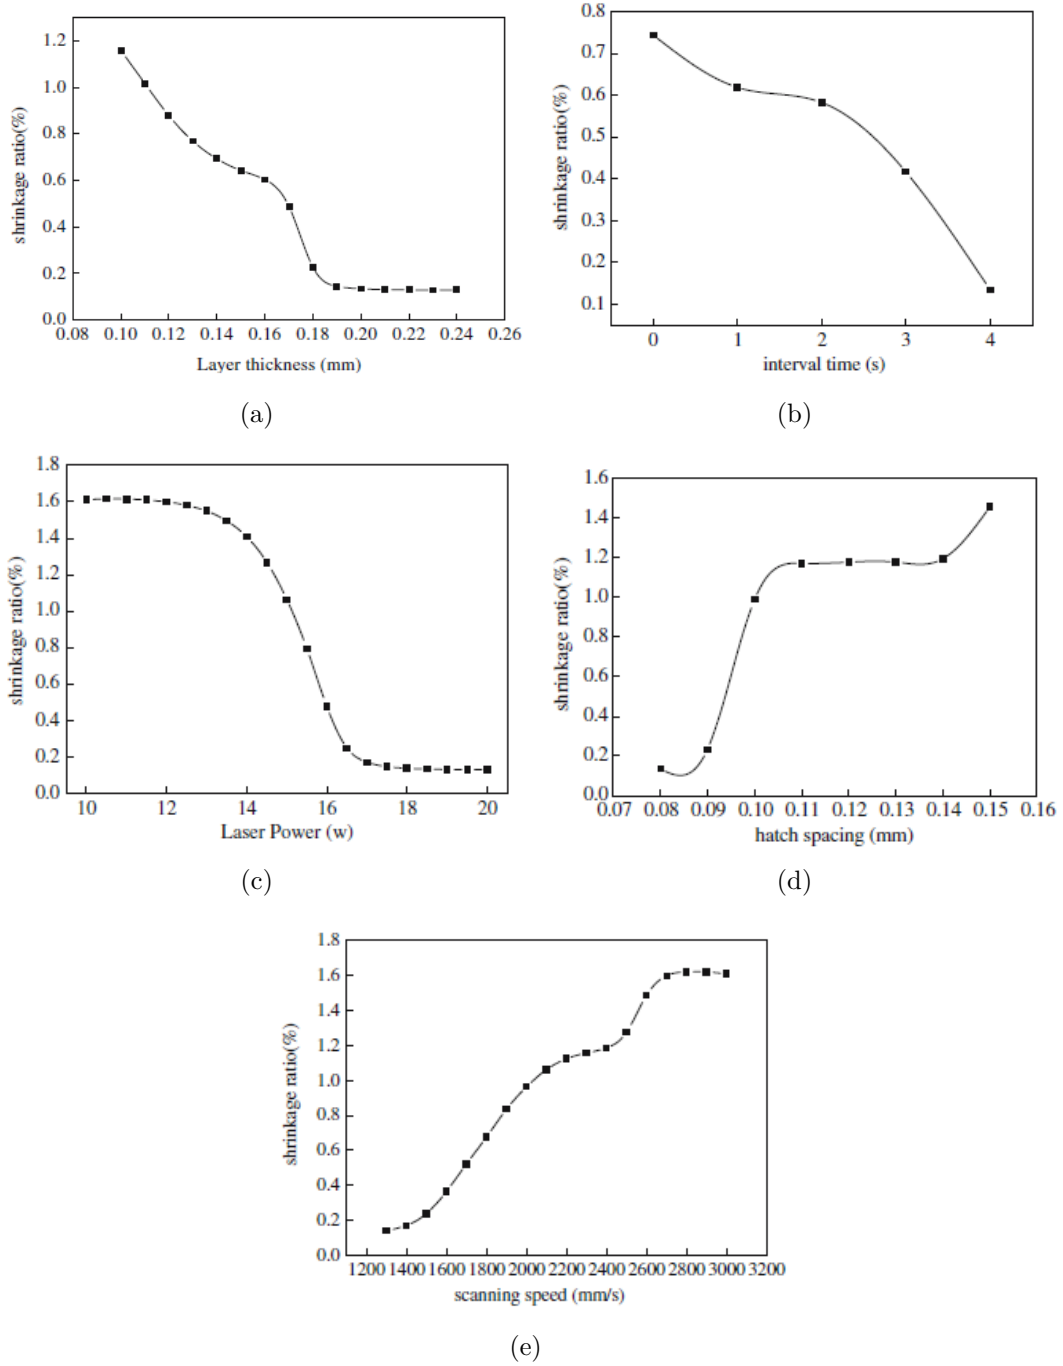 1.2
1.0
0.8
0.6
0.4
0.2
0.0
shrinkage ratio(%)
0.08 0.10 0.12 0.14 0.16 0.18 0.20 0.22 0.24 0.26
Layer thickness (mm)
(a)
0.8
0.7
0.6
0.5
0.4
0.3
0.2
0.1
shrinkage ratio(%)
0 1 2 3 4
interval time (s)
(b)
1.8
1.6
1.4
1.2
1.0
0.8
0.6
0.4
0.2
0.0
shrinkage ratio(%)
10 12 14 16 18 20
Laser Power (w)
(c)
1.6
1.4
1.2
1.0
0.8
0.6
0.4
0.2
0.0
shrinkage ratio(%)
0.07 0.08 0.09 0.10 0.11 0.12 0.13 0.14 0.15 0.16
hatch spacing (mm)
(d)
1.8
1.6
1.4
1.2
1.0
0.8
0.6
0.4
0.2
0.0
shrinkage ratio(%)
1200 1400 1600 1800 2000 2200 2400 2600 2800 3000 3200
scanning speed (mm/s)
(e)